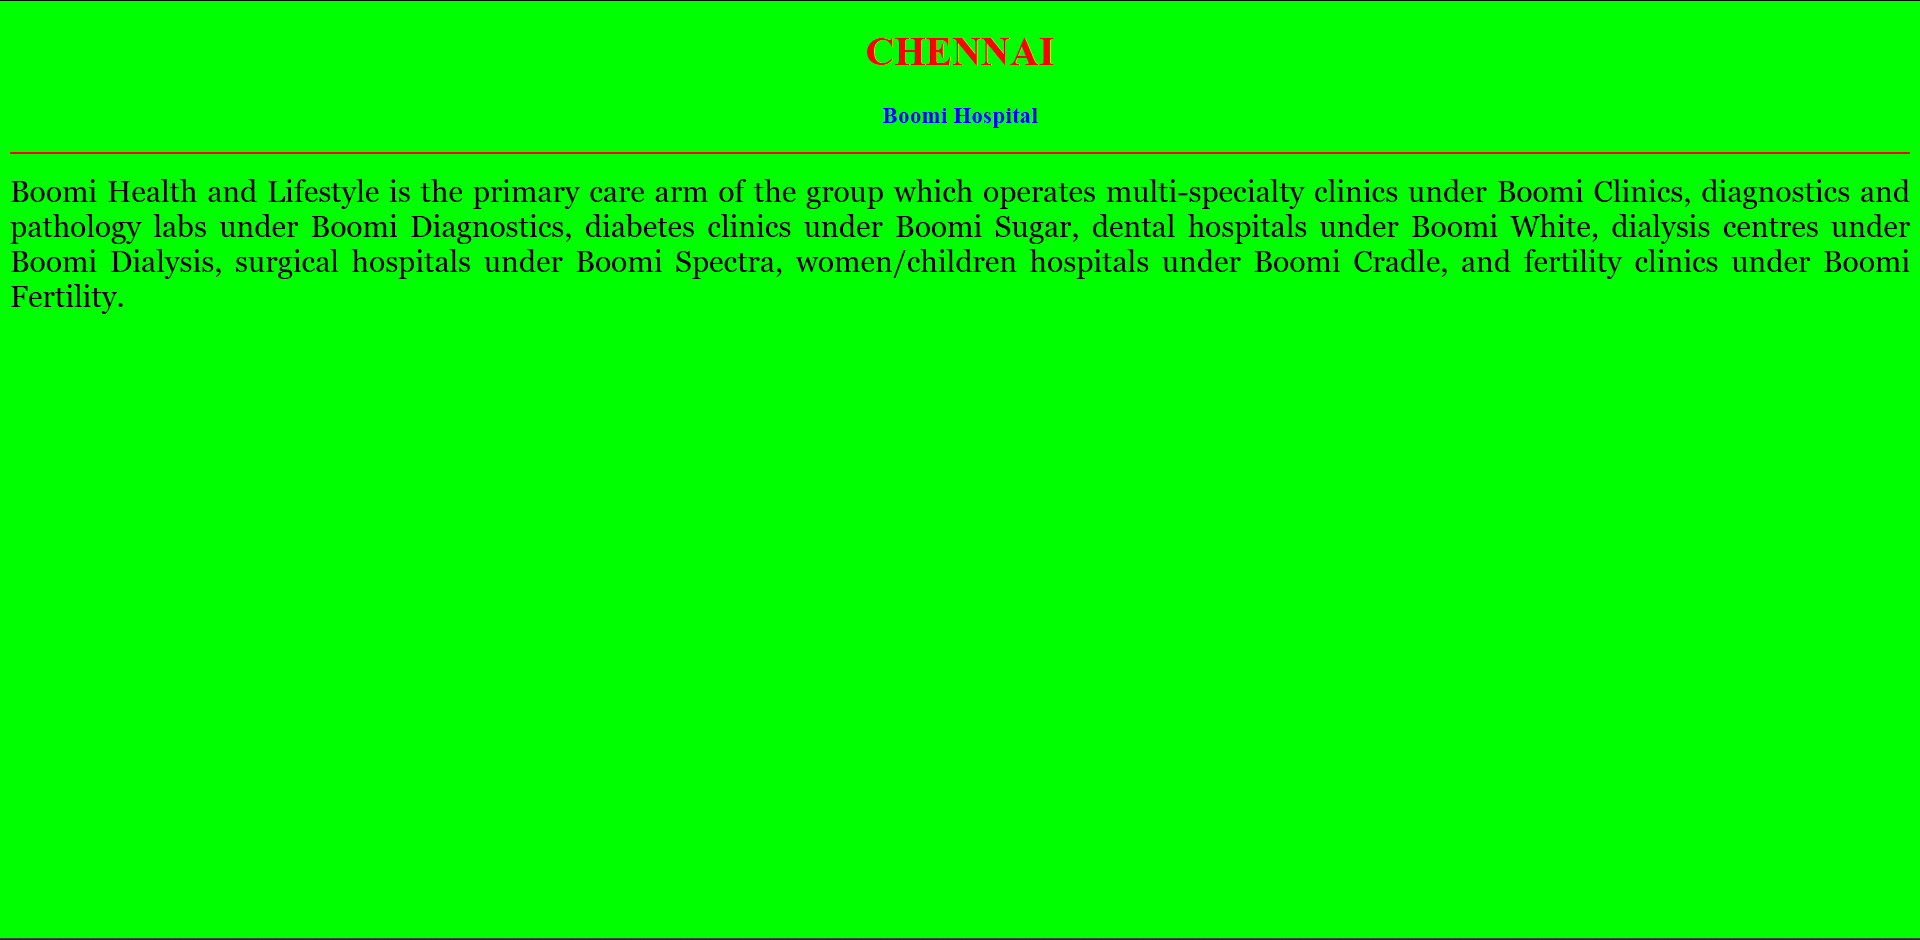 CHENNAI
Boomi Hospital
Boomi Health and Lifestyle is the primary care arm of the group which operates multi-specialty clinics under Boomi Clinics, diagnostics and
pathology labs under Boomi Diagnostics, diabetes clinics under Boomi Sugar, dental hospitals under Boomi White, dialysis centres under
Boomi Dialysis, surgical hospitals under Boomi Spectra, women/children hospitals under Boomi Cradle, and fertility clinics under Boomi
Fertility.